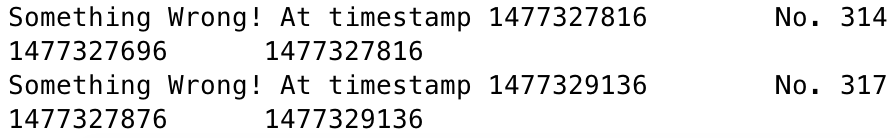 Something Wrong! At timestamp 1477327816 No. 314
1477327696 1477327816
Something Wrong! At timestamp 1477329136 No. 317
1477327876 1477329136